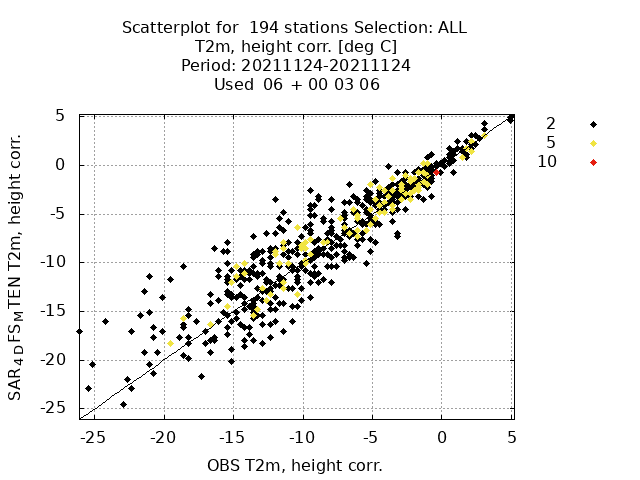 Scatterplot for 194 stations Selection: ALL
T2m, height corr. [deg C]
Period: 20211124-20211124
Used 06 + 00 03 06
SAR4DFSMTEN T2m, height corr.
5
0
-5
-10
-15
-20
-25
-25 -20 -15 -10 -5 0 5
OBS T2m, height corr.
2
5
10